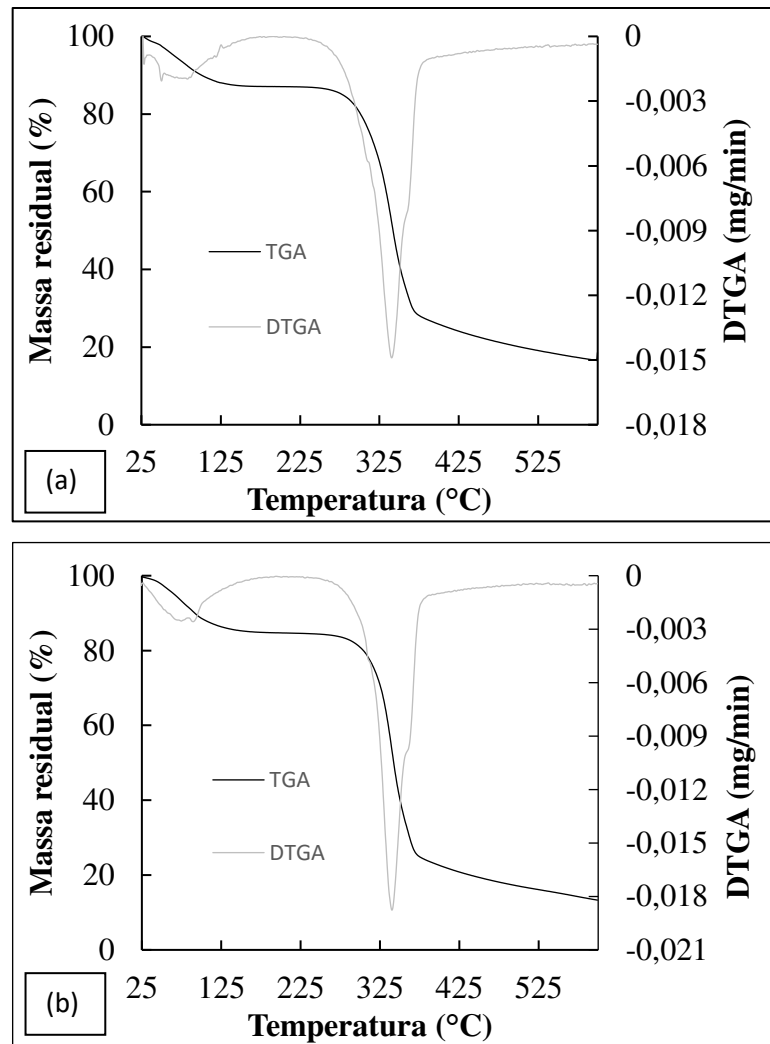 Massa residual (%)
100
80
60
40
20
0
TGA
DTGA
0
-0,003
-0,006
-0,009
-0,012
-0,015
-0,018
DTGA (mg/min)
25 125 225 325 425 525
Temperatura (°C)
(a)
Massa residual (%)
100
80
60
40
20
0
TGA
DTGA
0
-0,003
-0,006
-0,009
-0,012
-0,015
-0,018
-0,021
DTGA (mg/min)
25 125 225 325 425 525
Temperatura (°C)
(b)